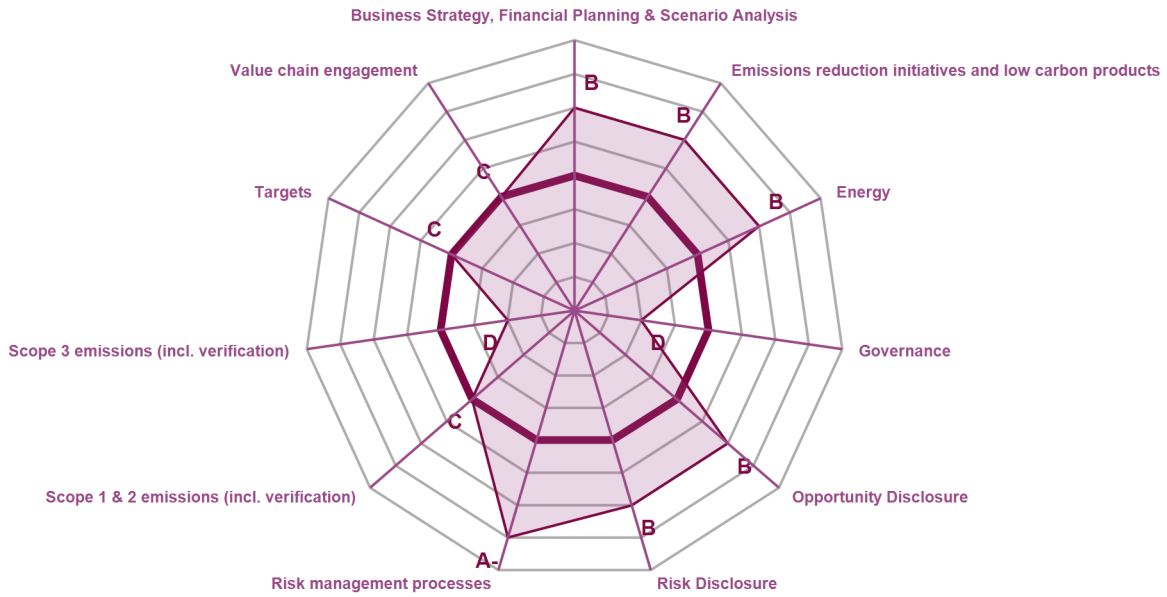 Business Strategy, Financial Planning & Scenario Analysis
Value chain engagement
Emissions reduction initiatives and low carbon products
B
B
C
Targets
Energy
B
C
Scope 3 emissions (incl. verification)
D
D
Governance
C
B
Scope 1 & 2 emissions (incl. verification)
Opportunity Disclosure
B
A-
Risk management processes
Risk Disclosure